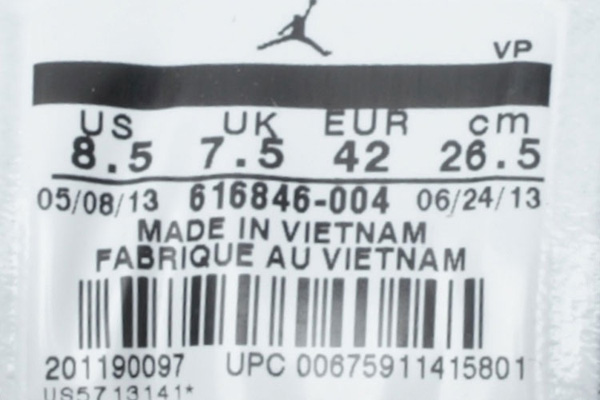 VP
US UK EUR cm
8.5 7.5 42 26.5
05/08/13 616846-004 06/24/13
MADE IN VIETNAM
FABRIQUE AU VIETNAM
201190097 UPC 00675911415801
US5713141*